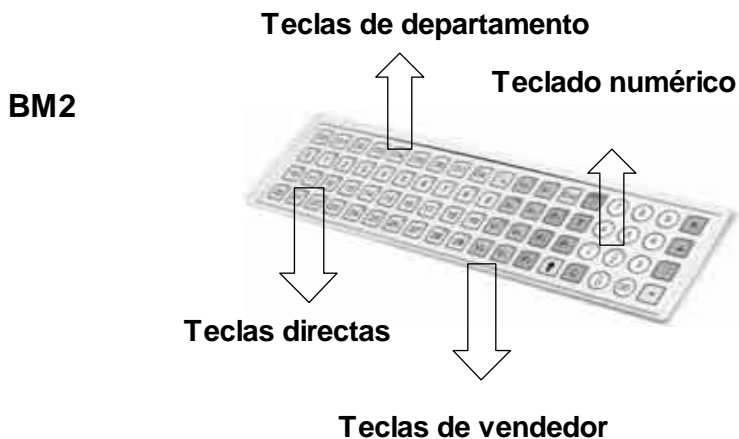 Teclas de departamento
Teclado numérico
BM2
Teclas directas
Teclas de vendedor